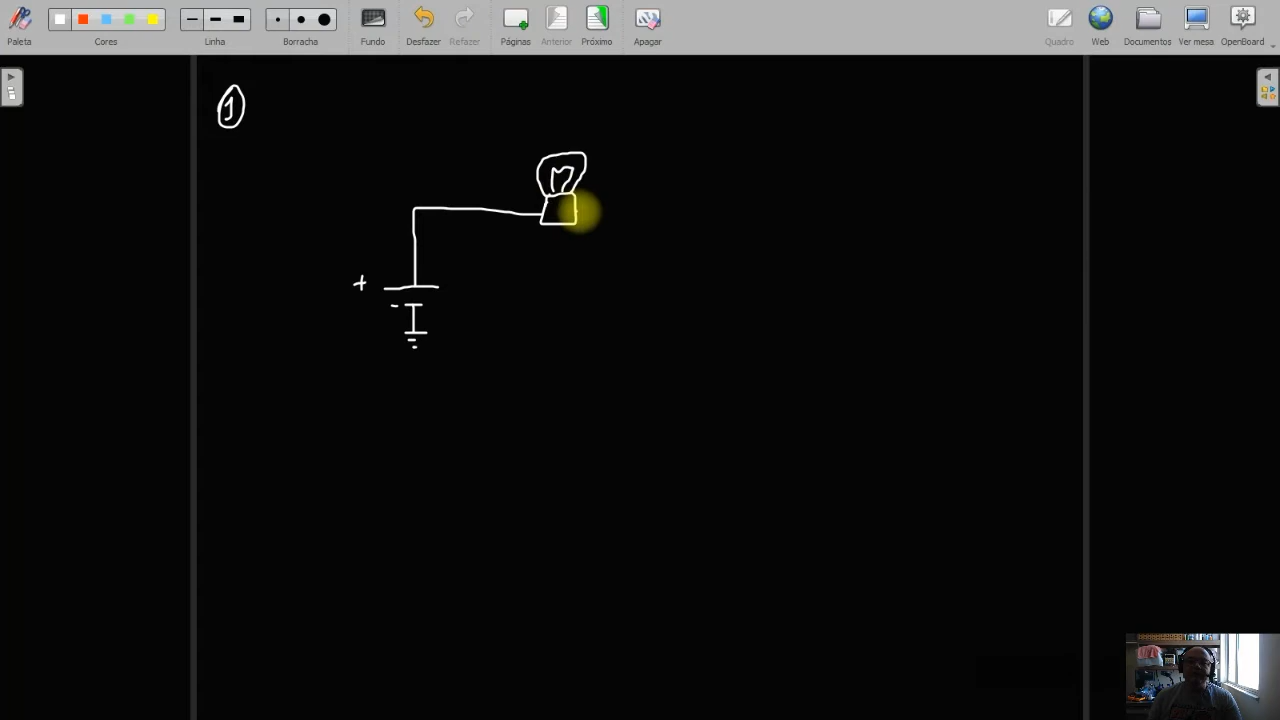 Paleta Cores Linha Borracha Fundo Desfazer Refazer Páginas Anterior Próximo Apagar Quadro Web Documentos Ver mesa OpenBoard
1
+
-